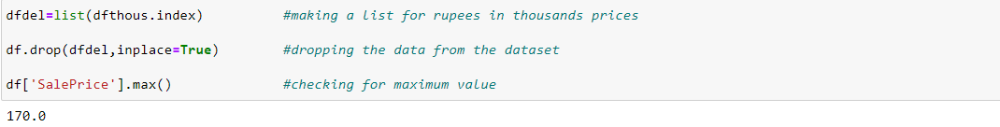 dfdel=list(dfthous.index) #making a list for rupees in thousands prices
df.drop(dfdel,inplace=True) #dropping the data from the dataset
df['SalePrice'].max() #checking for maximum value
170.0